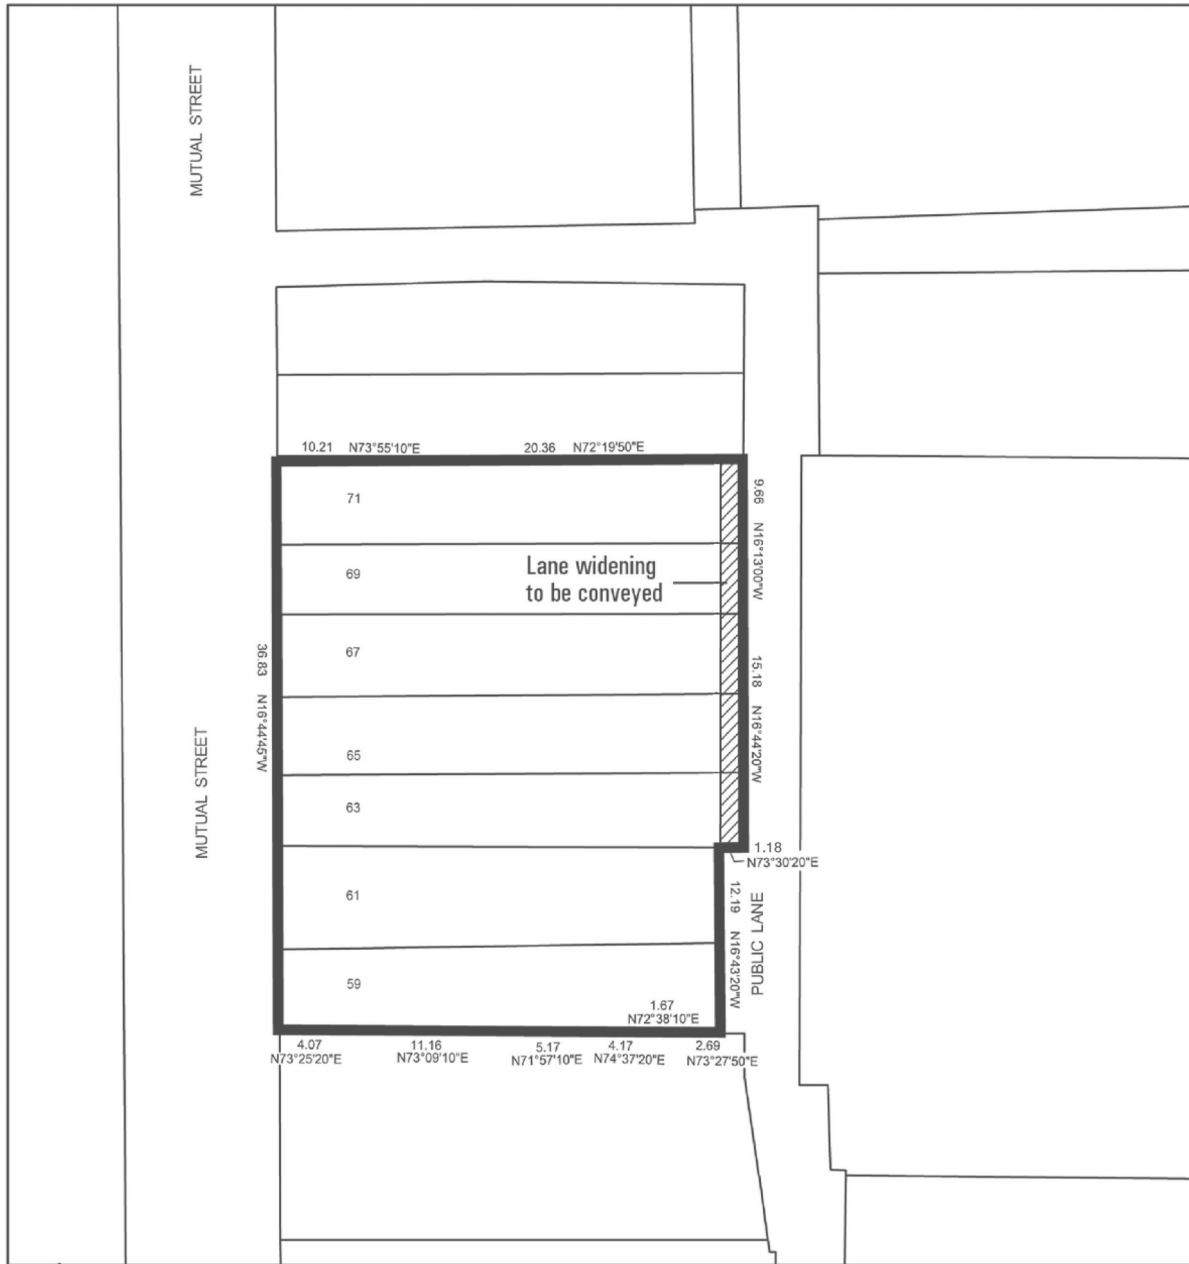 MUTUAL STREET
10.21 N73°55'10"E
20.36 N72°19'50"E
71
9.66 N16°13'00"W
Lane widening
to be conveyed
69
67
36.83 N16°44'45"W
15.18 N16°44'20"W
65
MUTUAL STREET
63
1.18
N73°30'20"E
61
12.19 N16°43'20"W
PUBLIC LANE
59
1.67
N72°38'10"E
4.07
N73°25'20"E
11.16
N73°09'10"E
5.17
N71°57'10"E
4.17
N74°37'20"E
2.69
N73°27'50"E